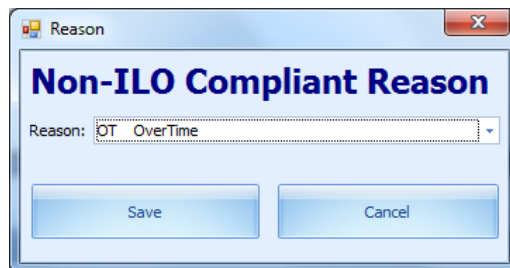 Reason
Non-ILO Compliant Reason
Reason: OT OverTime
Save Cancel